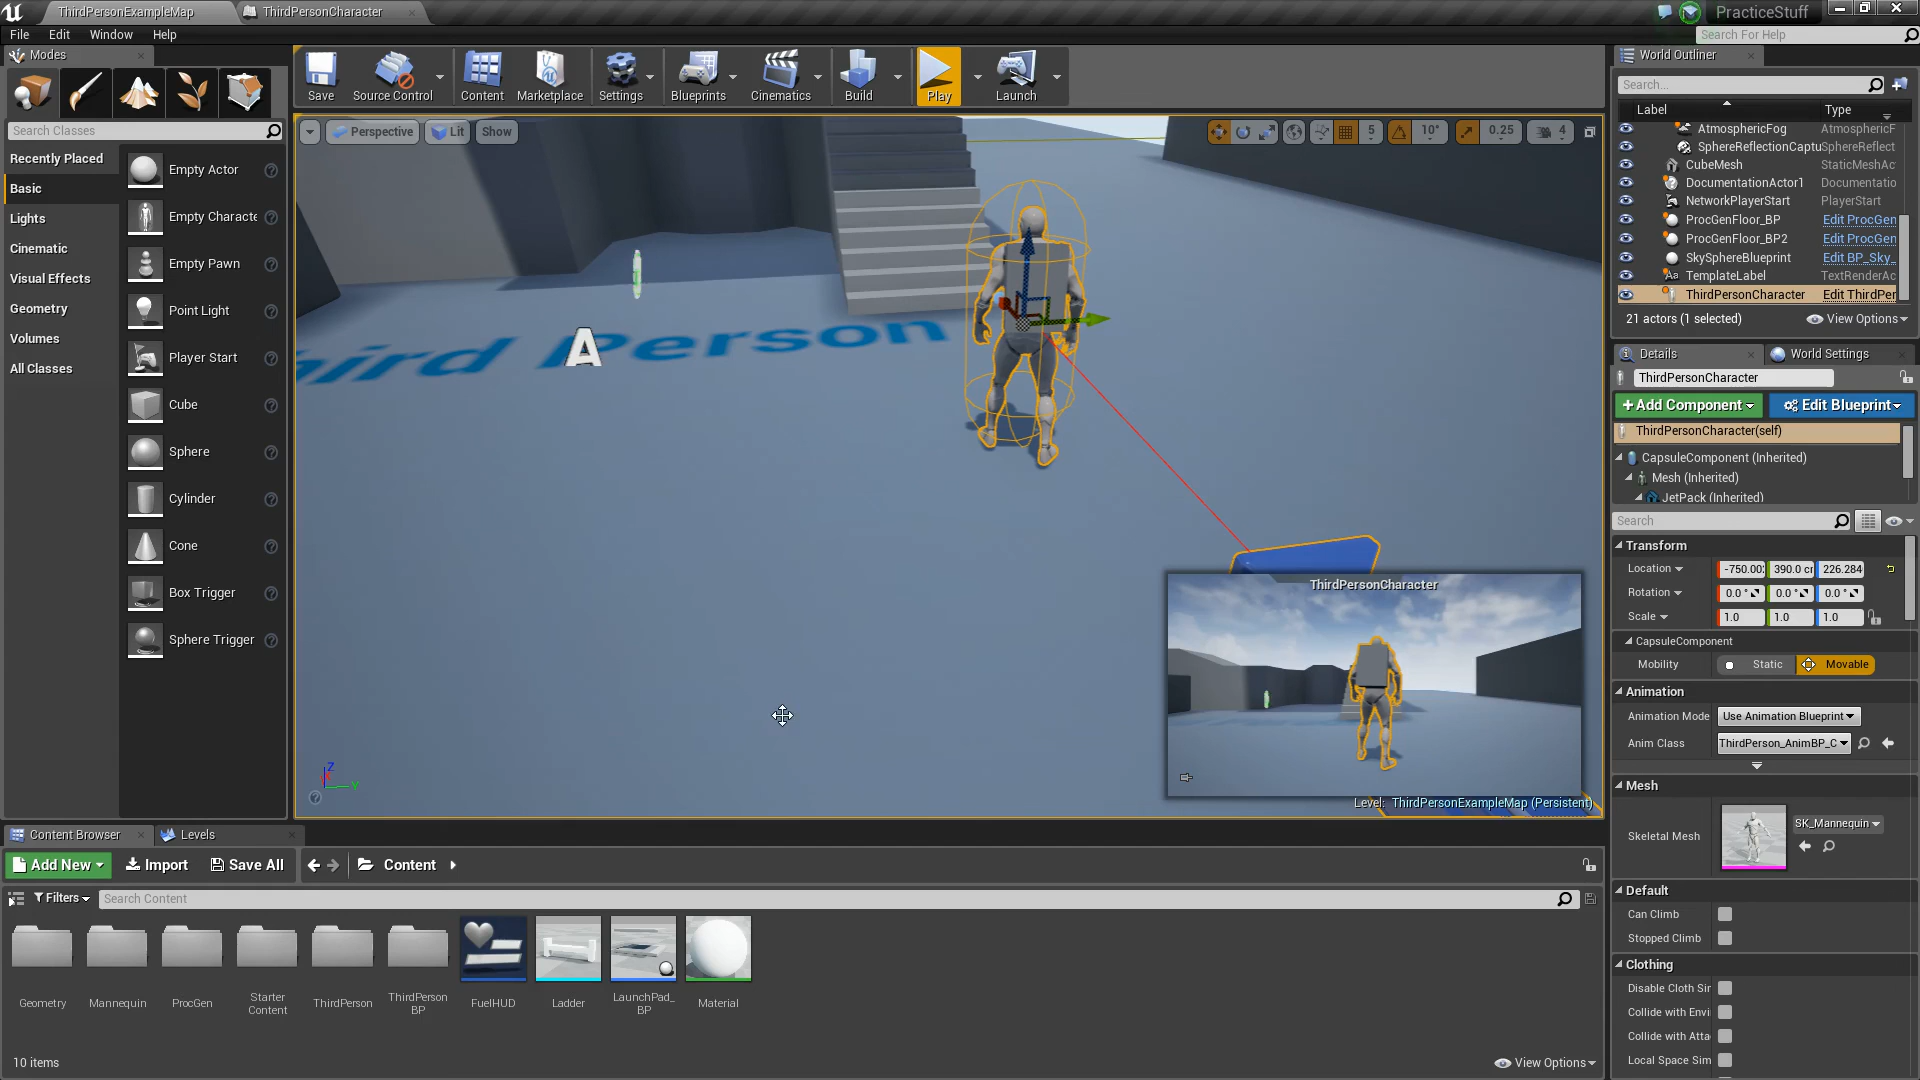 ThirdPersonExampleMap
ThirdPersonCharacter
PracticeStuff
File Edit Window Help
Search For Help
Modes
Search Classes
Recently Placed
Basic
Lights
Cinematic
Visual Effects
Geometry
Volumes
All Classes
Empty Actor
Empty Characte
Empty Pawn
Point Light
Player Start
Cube
Sphere
Cylinder
Cone
Box Trigger
Sphere Trigger
Save
Source Control
Content
Marketplace
Settings
Blueprints
Cinematics
Build
Play
Launch
Perspective
Lit
Show
5
10°
0.25
4
hird Person
A
ThirdPersonCharacter
Level: ThirdPersonExampleMap (Persistent)
Z
Y
World Outliner
Search...
Label Type
AtmosphericFog AtmosphericF
SphereReflectionCaptu SphereReflect
CubeMesh StaticMeshAc
DocumentationActor1 Documentatio
NetworkPlayerStart PlayerStart
ProcGenFloor_BP Edit ProcGen
ProcGenFloor_BP2 Edit ProcGen
SkySphereBlueprint Edit BP_Sky_
TemplateLabel TextRenderAc
ThirdPersonCharacter Edit ThirdPer
21 actors (1 selected)
View Options
Details
World Settings
ThirdPersonCharacter
+Add Component
Edit Blueprint
ThirdPersonCharacter(self)
CapsuleComponent (Inherited)
Mesh (Inherited)
JetPack (Inherited)
Search
Transform
Location -750.00 390.0 cr 226.284
Rotation 0.0 ° 0.0 ° 0.0 °
Scale 1.0 1.0 1.0
CapsuleComponent
Mobility Static Movable
Animation
Animation Mode Use Animation Blueprint
Anim Class ThirdPerson_AnimBP_C
Mesh
Skeletal Mesh SK_Mannequin
Default
Can Climb
Stopped Climb
Clothing
Disable Cloth Sir
Collide with Envi
Collide with Atta
Local Space Sim
Content Browser
Levels
Add New
Import
Save All
Content
Filters
Search Content
Geometry
Mannequin
ProcGen
Starter
Content
ThirdPerson
ThirdPerson
BP
FuelHUD
Ladder
LaunchPad_
BP
Material
10 items
View Options